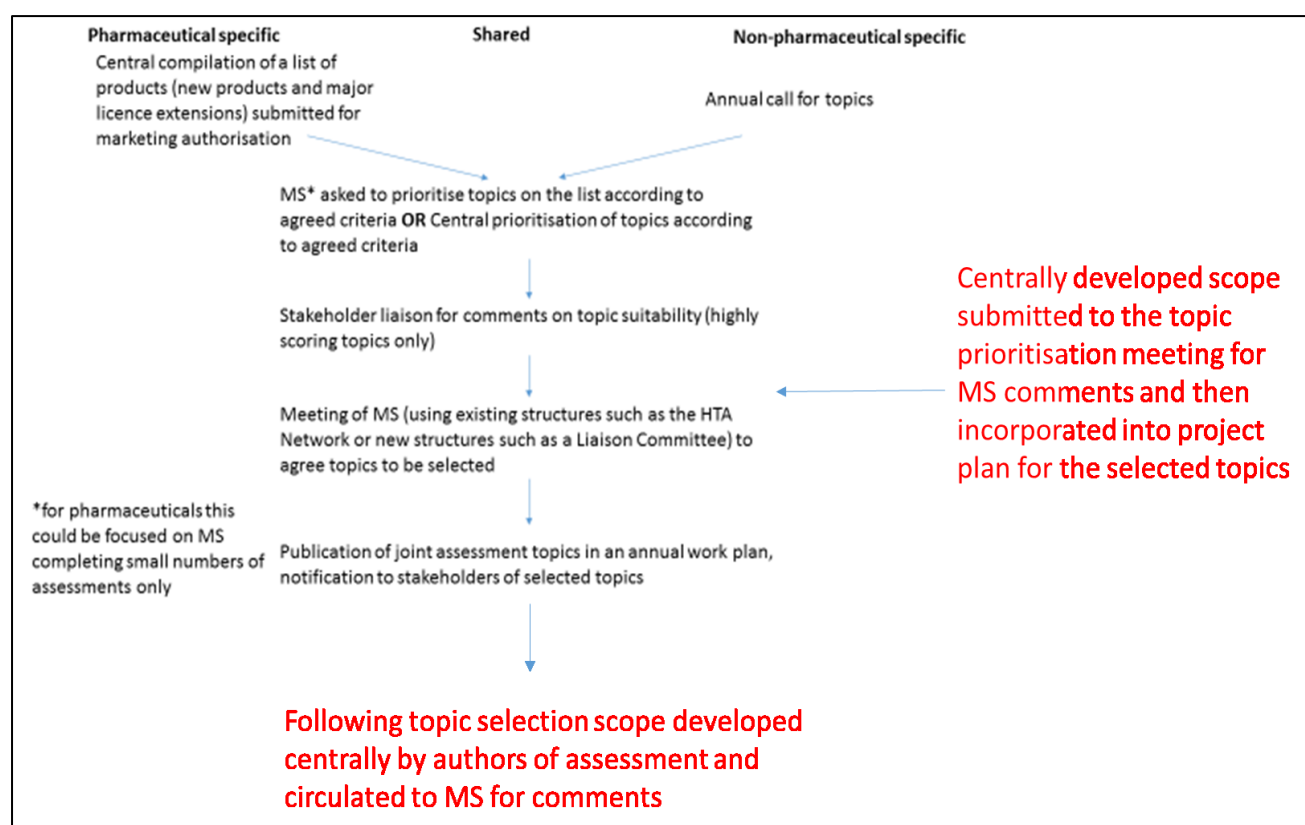 Pharmaceutical specific
Shared
Non-pharmaceutical specific
Central compilation of a list of
products (new products and major
licence extensions) submitted for
marketing authorisation
Annual call for topics
MS* asked to prioritise topics on the list according to
agreed criteria OR Central prioritisation of topics according
to agreed criteria
Stakeholder liaison for comments on topic suitability (highly
scoring topics only)
Meeting of MS (using existing structures such as the HTA
Network or new structures such as a Liaison Committee) to
agree topics to be selected
Centrally developed scope
submitted to the topic
prioritisation meeting for
MS comments and then
incorporated into project
plan for the selected topics
*for pharmaceuticals this
could be focused on MS
completing small numbers of
assessments only
Publication of joint assessment topics in an annual work plan,
notification to stakeholders of selected topics
Following topic selection scope developed
centrally by authors of assessment and
circulated to MS for comments